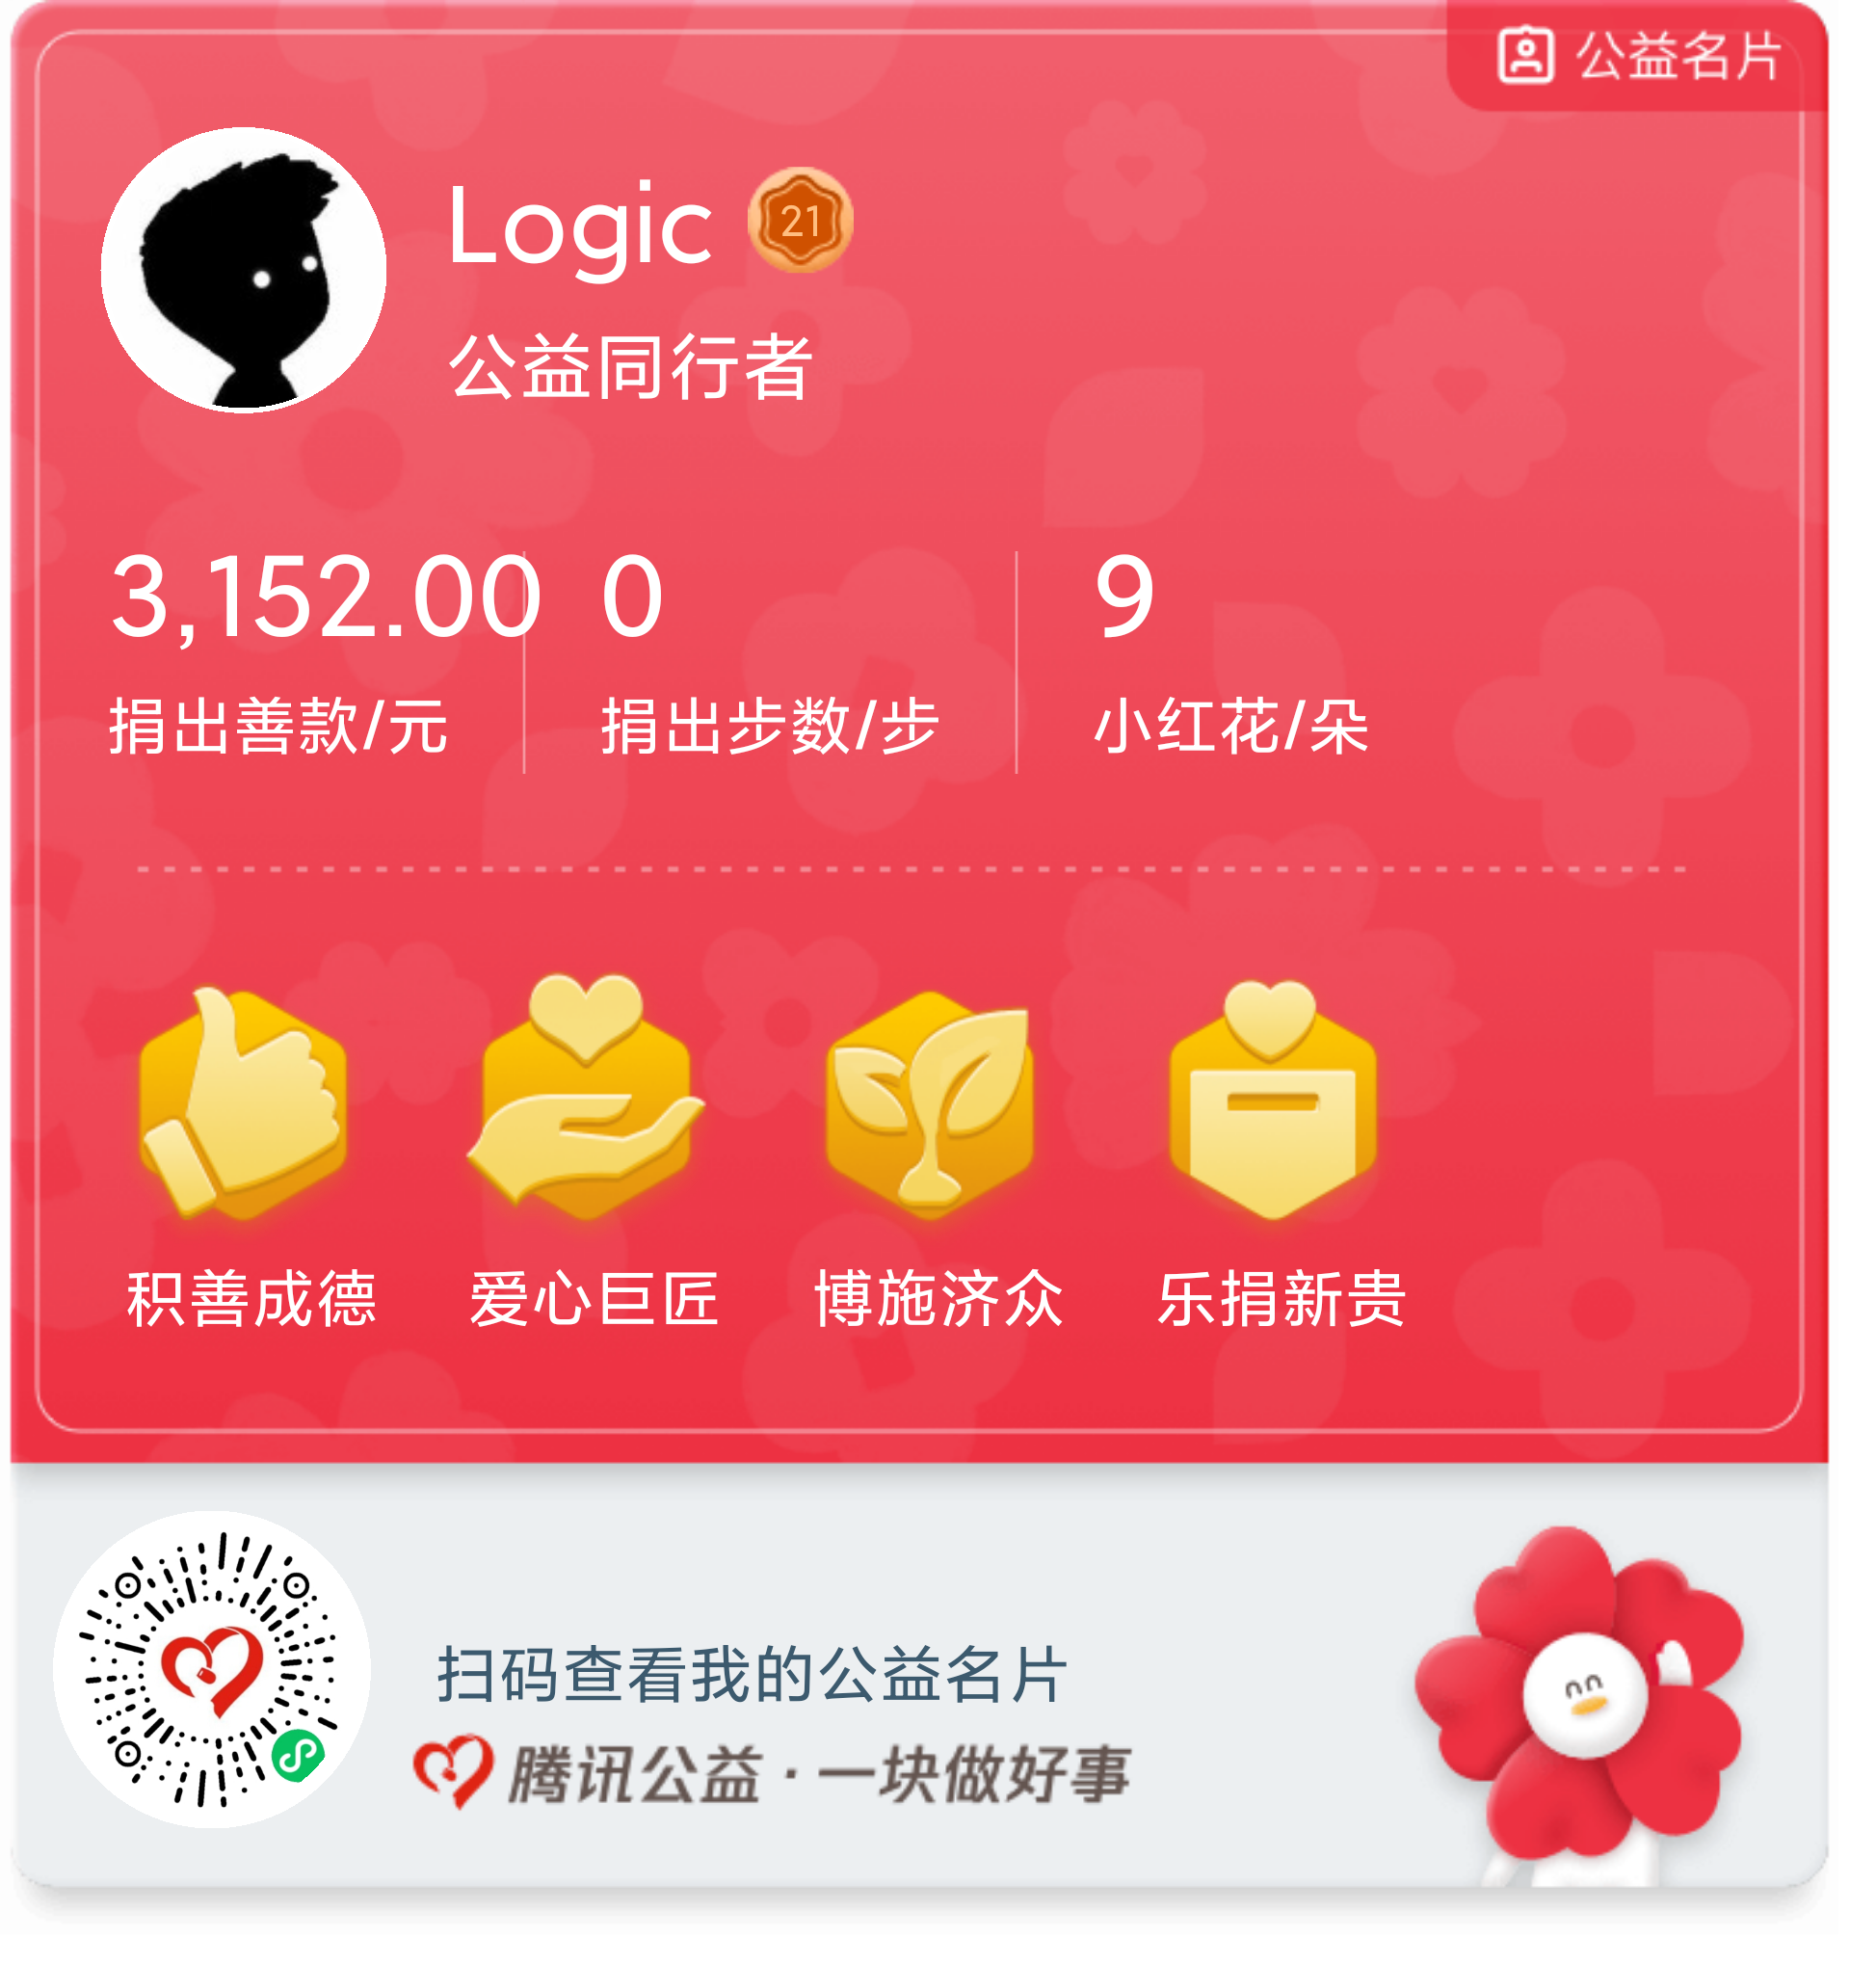 公益名片
Logic 21
公益同行者
3,152.00 0 9
捐出善款/元 捐出步数/步 小红花/朵
积善成德 爱心巨匠 博施济众 乐捐新贵
扫码查看我的公益名片
腾讯公益·一块做好事